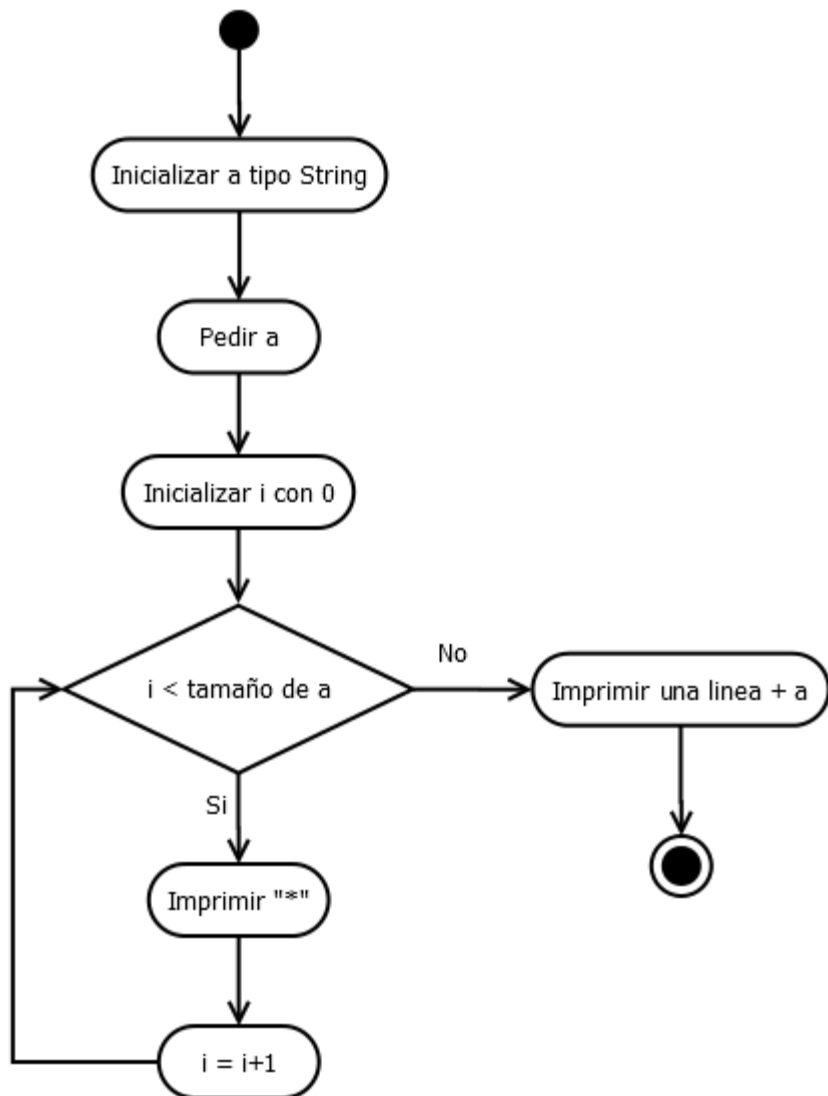 Inicializar a tipo String
Pedir a
Inicializar i con 0
i < tamaño de a
No
Imprimir una linea + a
Si
Imprimir "*"
i = i+1